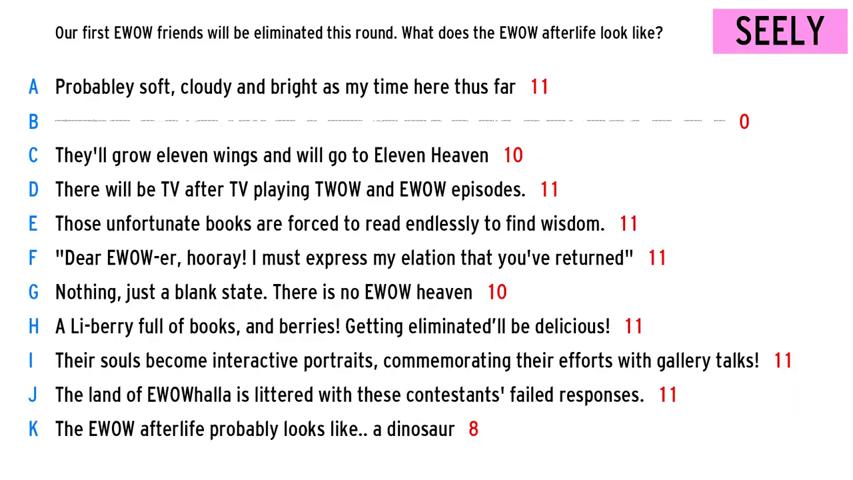 Our first EWOW friends will be eliminated this round. What does the EWOW afterlife look like?
SEELY
A Probabley soft, cloudy and bright as my time here thus far 11
B 0
C They'll grow eleven wings and will go to Eleven Heaven 10
D There will be TV after TV playing TWOW and EWOW episodes. 11
E Those unfortunate books are forced to read endlessly to find wisdom. 11
F "Dear EWOW-er, hooray! I must express my elation that you've returned" 11
G Nothing, just a blank state. There is no EWOW heaven 10
H A Li-berry full of books, and berries! Getting eliminated’ll be delicious! 11
I Their souls become interactive portraits, commemorating their efforts with gallery talks! 11
J The land of EWOWhalla is littered with these contestants' failed responses. 11
K The EWOW afterlife probably looks like.. a dinosaur 8